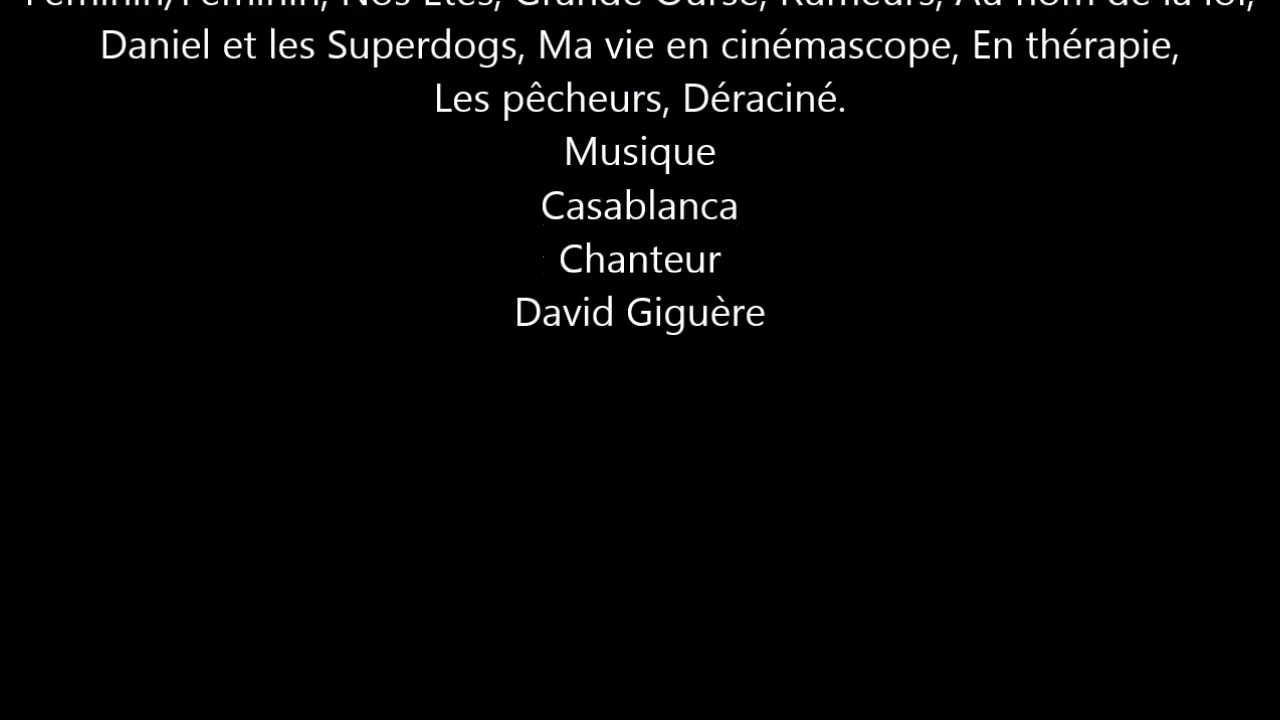 Féminin/Féminin, Nos Étés, Grande Ourse, Rumeurs, Au nom de la loi,
Daniel et les Superdogs, Ma vie en cinémascope, En thérapie,
Les pêcheurs, Déraciné.
Musique
Casablanca
Chanteur
David Giguère